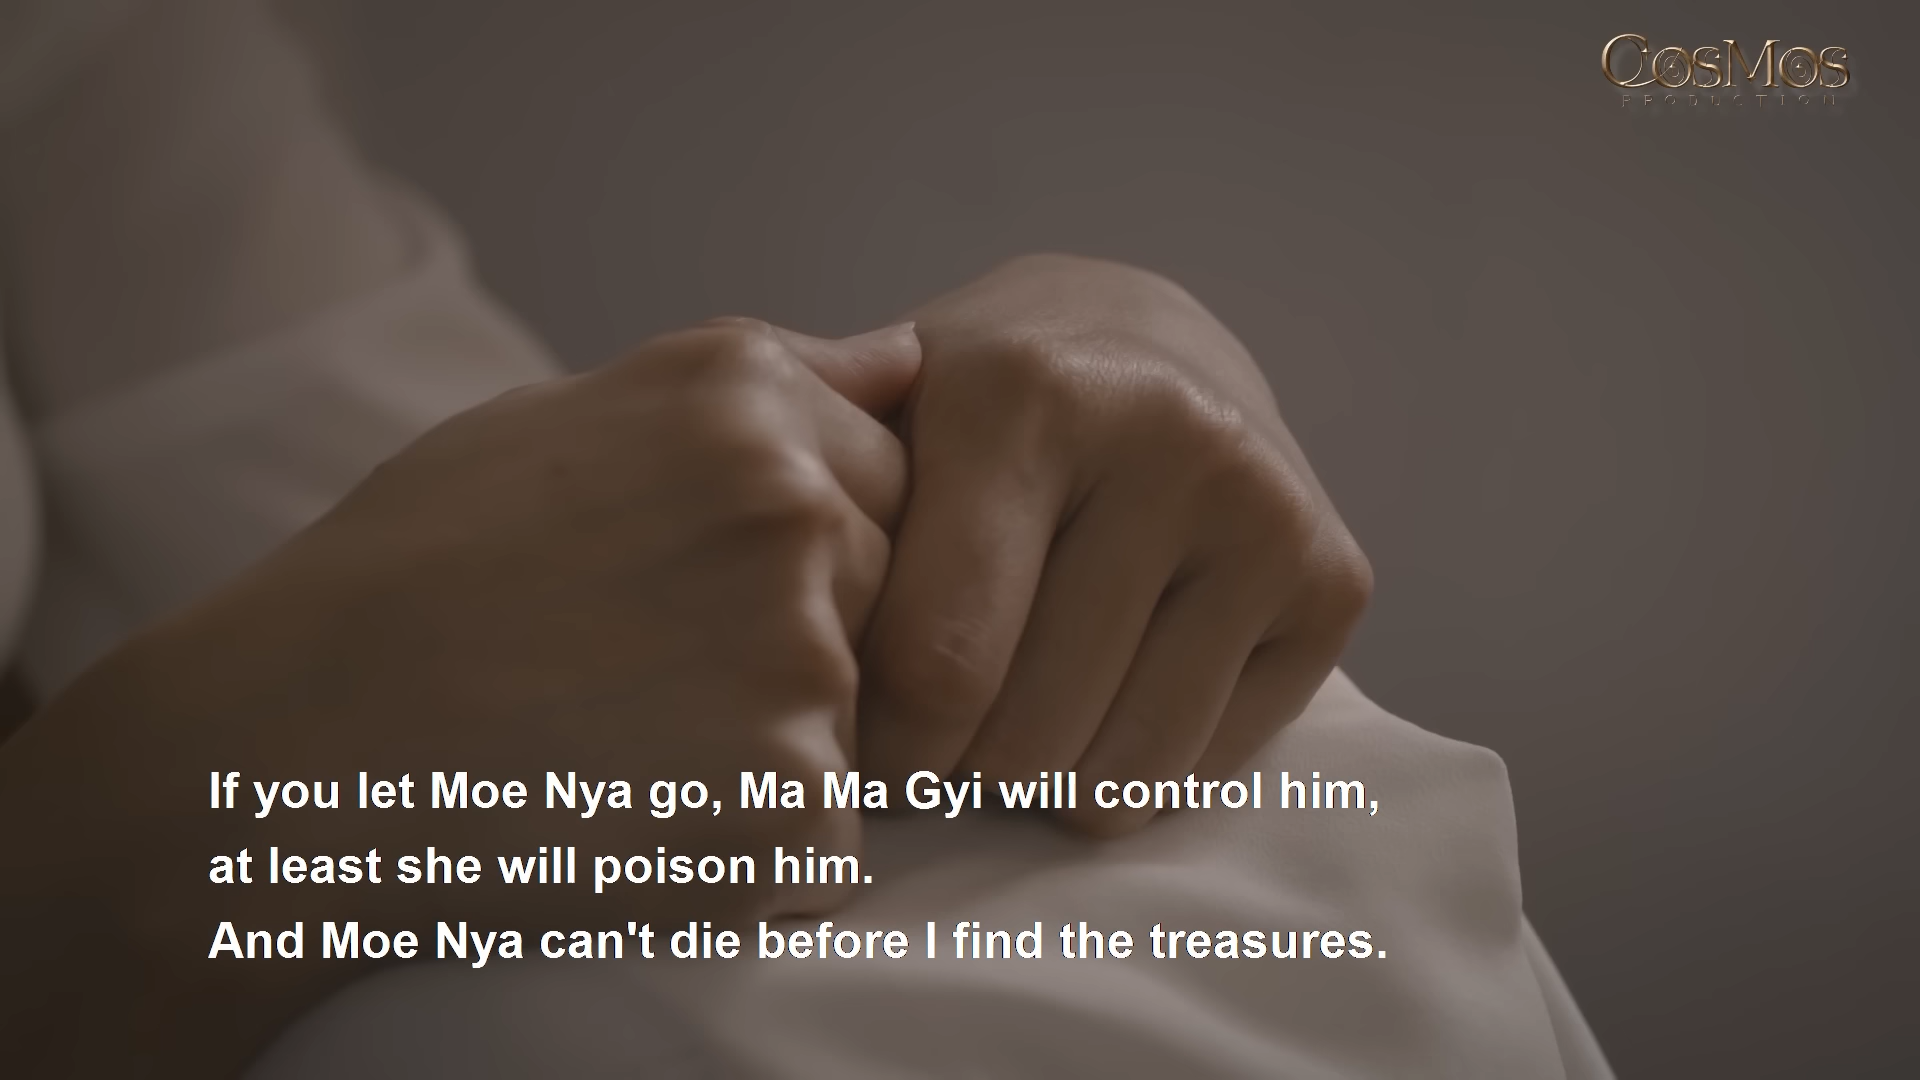 CosMos
PRODUCTION
If you let Moe Nya go, Ma Ma Gyi will control him,
at least she will poison him.
And Moe Nya can't die before I find the treasures.